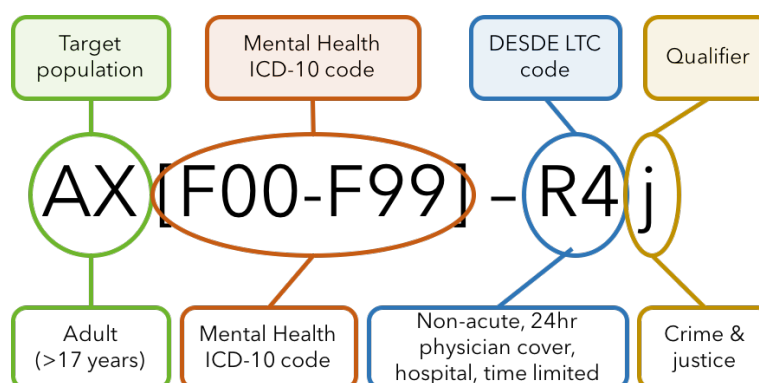 Target
population
Mental Health
ICD-10 code
DESDE LTC
code
Qualifier
AX [F00-F99] – R4 j
Adult
(>17 years)
Mental Health
ICD-10 code
Non-acute, 24hr
physician cover,
hospital, time limited
Crime &
justice